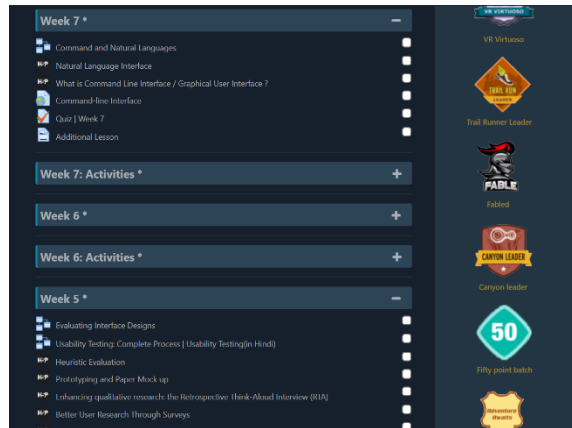 Week 7 *
Command and Natural Languages
H-P Natural Language Interface
H-P What is Command Line Interface / Graphical User Interface ?
Command-line Interface
Quiz | Week 7
Additional Lesson
Week 7: Activities *
Week 6 *
Week 6: Activities *
Week 5 *
Evaluating Interface Designs
Usability Testing: Complete Process | Usability Testing(in Hindi)
H-P Heuristic Evaluation
H-P Prototyping and Paper Mock up
H-P Enhancing qualitative research: the Retrospective Think-Aloud Interview (RTA)
H-P Better User Research Through Surveys
VR VIRTUOSO
VR Virtuoso
TRAIL RUN
LEADER
Trail Runner Leader
FABLE
Fabled
CANYON LEADER
Canyon leader
50
Fifty point batch
Adventure
Awaits